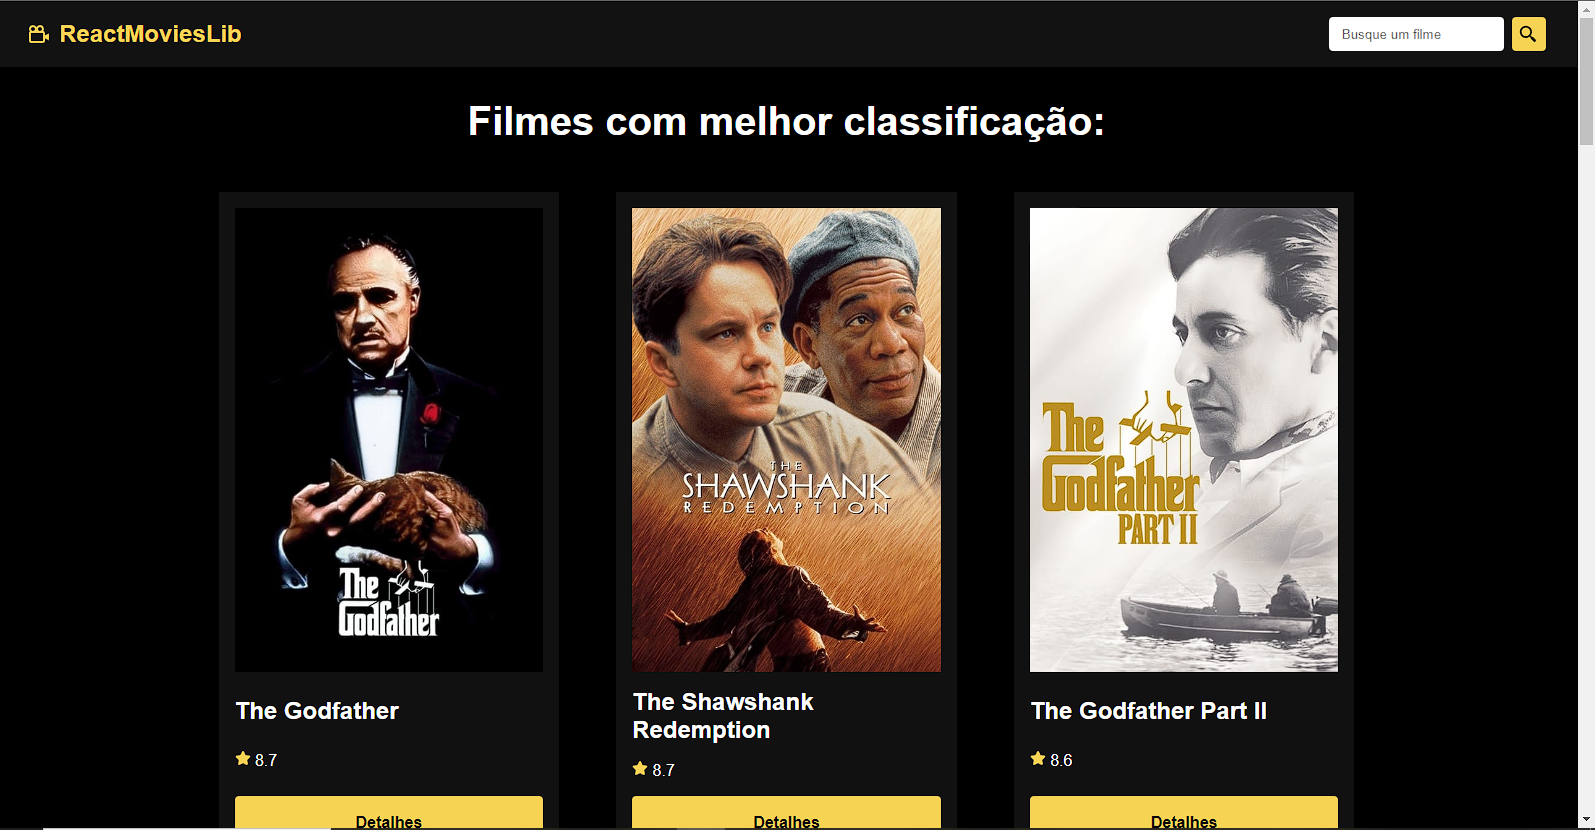 ReactMoviesLib
Busque um filme
Filmes com melhor classificação:
The
Godfather
THE
SHAWSHANK
REDEMPTION
The
Godfather
PART II
The Godfather
The Shawshank
Redemption
The Godfather Part II
8.7
8.7
8.6
Detalhes
Detalhes
Detalhes